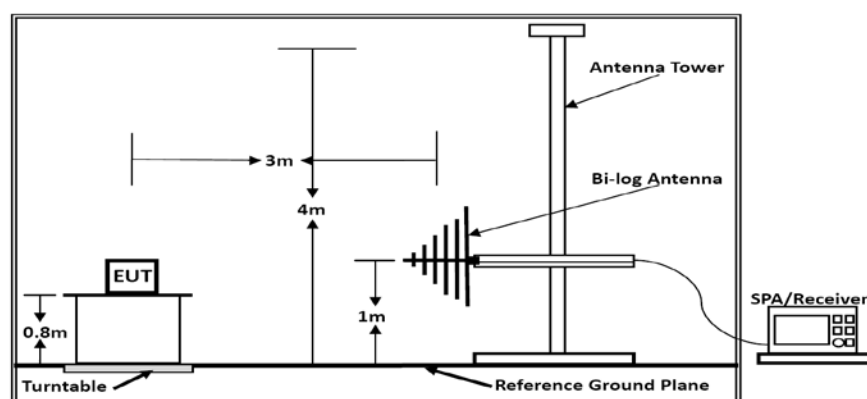 Antenna Tower
3m
Bi-log Antenna
4m
EUT
SPA/Receiver
0.8m
1m
Turntable
Reference Ground Plane